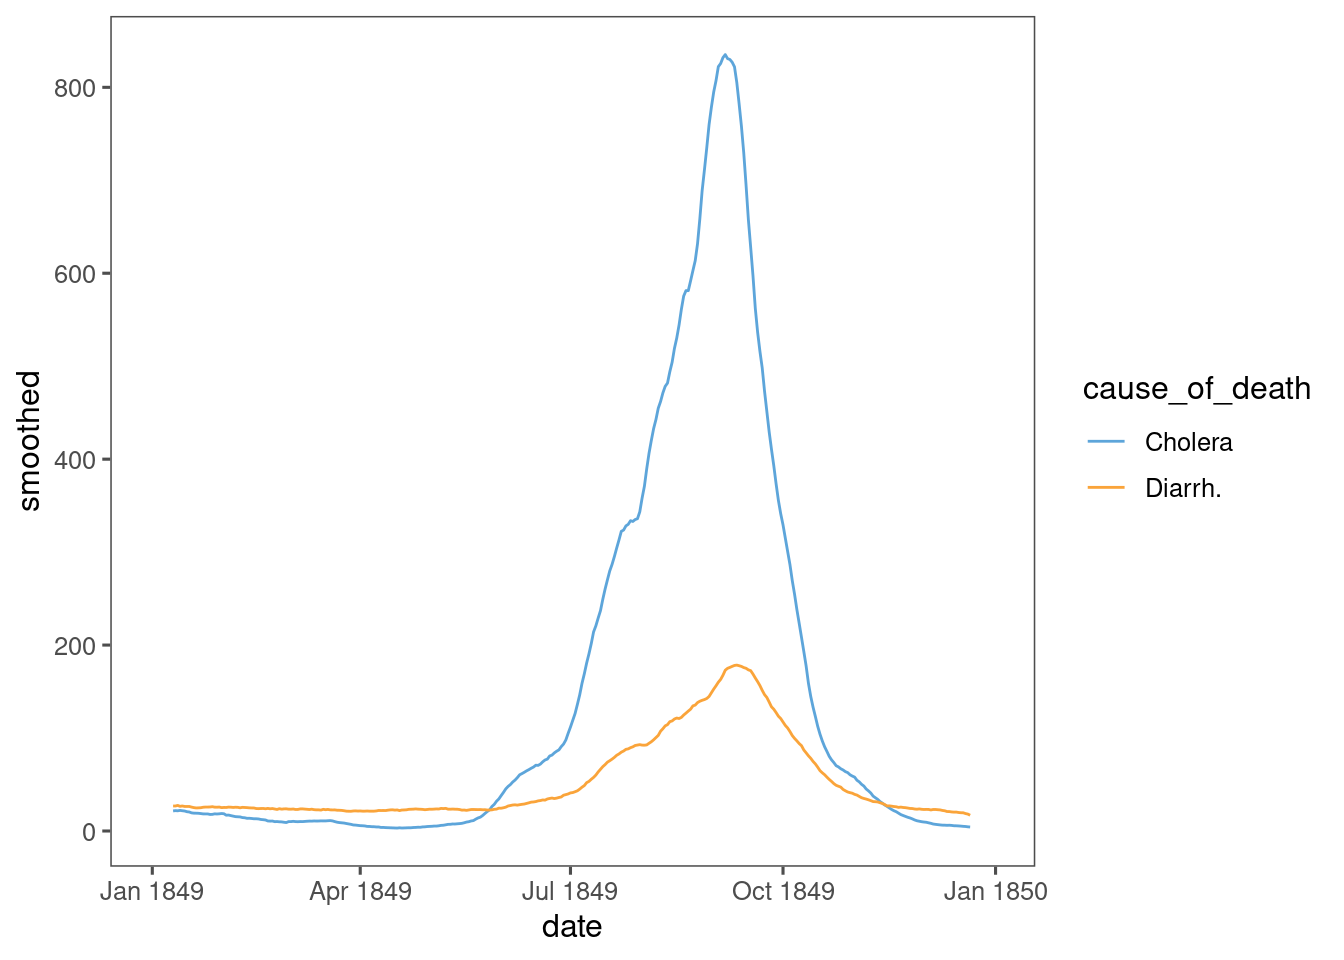 800
600
400
200
0
smoothed
Jan 1849
Apr 1849
Jul 1849
Oct 1849
Jan 1850
date
cause_of_death
Cholera
Diarrh.